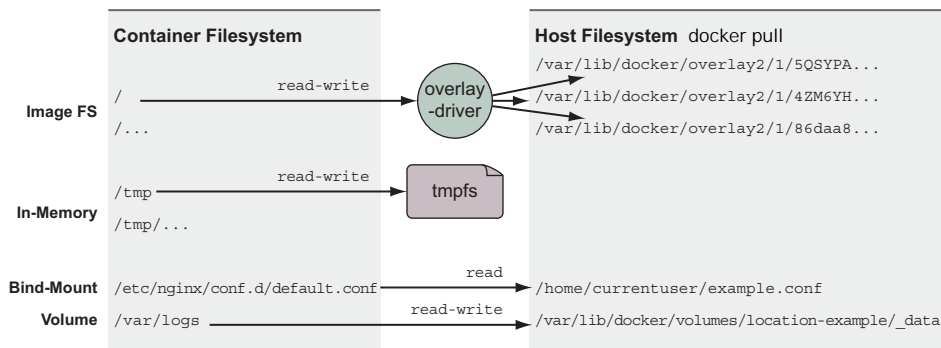 Container Filesystem
Host Filesystem docker pull
/var/lib/docker/overlay2/1/5QSYPA...
Image FS
/
read-write
overlay
-driver
/var/lib/docker/overlay2/1/4ZM6YH...
/...
/var/lib/docker/overlay2/1/86daa8...
In-Memory
/tmp
read-write
tmpfs
/tmp/...
Bind-Mount
/etc/nginx/conf.d/default.conf
read
/home/currentuser/example.conf
Volume
/var/logs
read-write
/var/lib/docker/volumes/location-example/_data